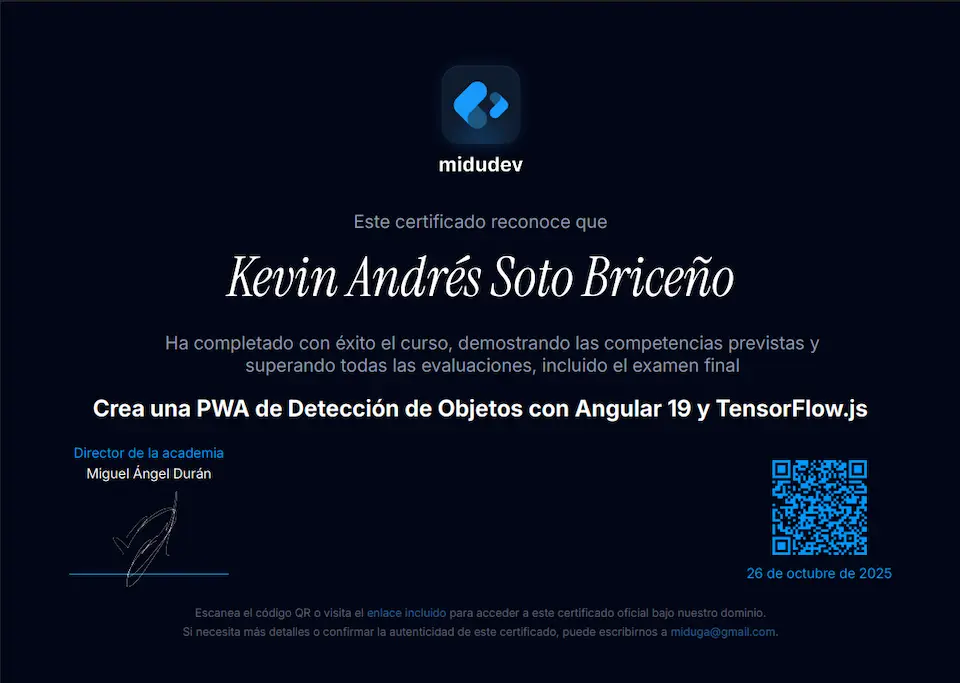 midudev
Este certificado reconoce que
Kevin Andrés Soto Briceño
Ha completado con éxito el curso, demostrando las competencias previstas y
superando todas las evaluaciones, incluido el examen final
Crea una PWA de Detección de Objetos con Angular 19 y TensorFlow.js
Director de la academia
Miguel Ángel Durán
26 de octubre de 2025
Escanea el código QR o visita el enlace incluido para acceder a este certificado oficial bajo nuestro dominio.
Si necesita más detalles o confirmar la autenticidad de este certificado, puede escribirnos a miduga@gmail.com.